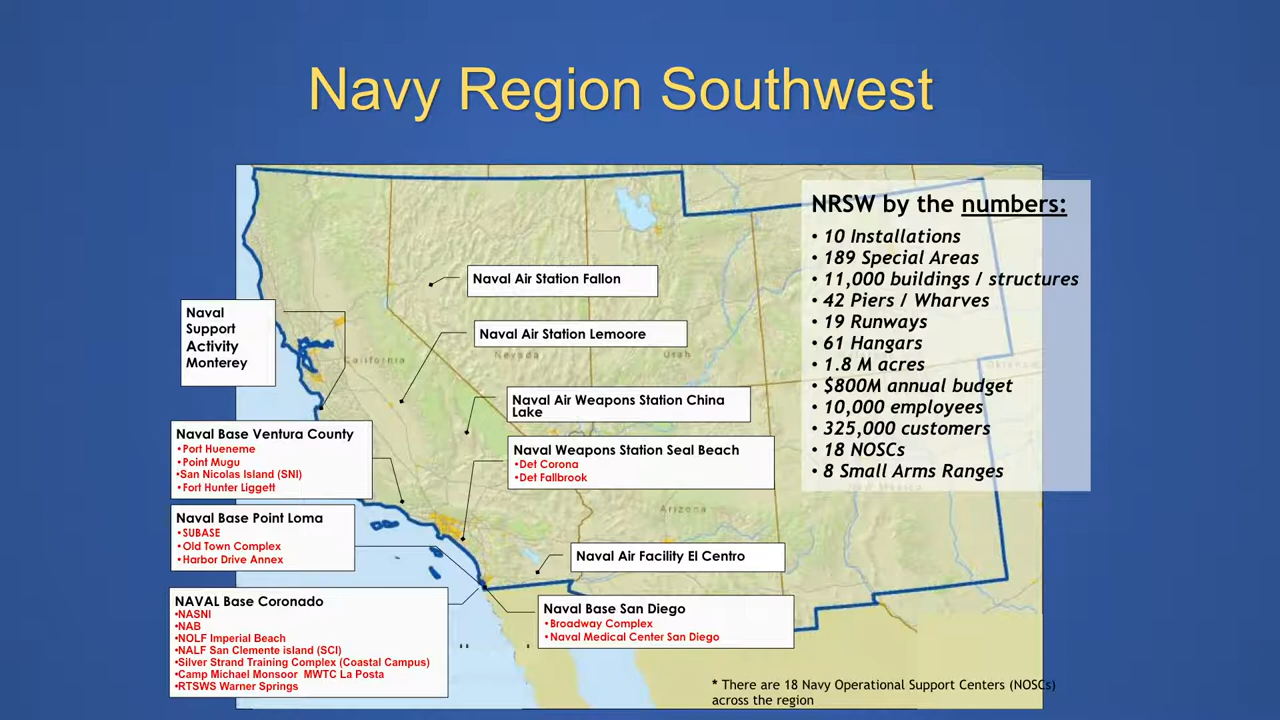 Navy Region Southwest
NRSW by the numbers:
• 10 Installations
• 189 Special Areas
• 11,000 buildings / structures
• 42 Piers / Wharves
• 19 Runways
• 61 Hangars
• 1.8 M acres
• $800M annual budget
• 10,000 employees
• 325,000 customers
• 18 NOSCs
• 8 Small Arms Ranges
Naval Air Station Fallon
Naval
Support
Activity
Monterey
Naval Air Station Lemoore
California
Nevada
Utah
Naval Air Weapons Station China
Lake
Naval Base Ventura County
•Port Hueneme
•Point Mugu
•San Nicolas Island (SNI)
•Fort Hunter Liggett
Naval Weapons Station Seal Beach
•Det Corona
•Det Fallbrook
Arizona
New Mexico
Naval Base Point Loma
•SUBASE
•Old Town Complex
•Harbor Drive Annex
Naval Air Facility El Centro
NAVAL Base Coronado
•NASNI
•NAB
•NOLF Imperial Beach
•NALF San Clemente island (SCI)
•Silver Strand Training Complex (Coastal Campus)
•Camp Michael Monsoor MWTC La Posta
•RTSWS Warner Springs
Naval Base San Diego
•Broadway Complex
•Naval Medical Center San Diego
* There are 18 Navy Operational Support Centers (NOSCs)
across the region